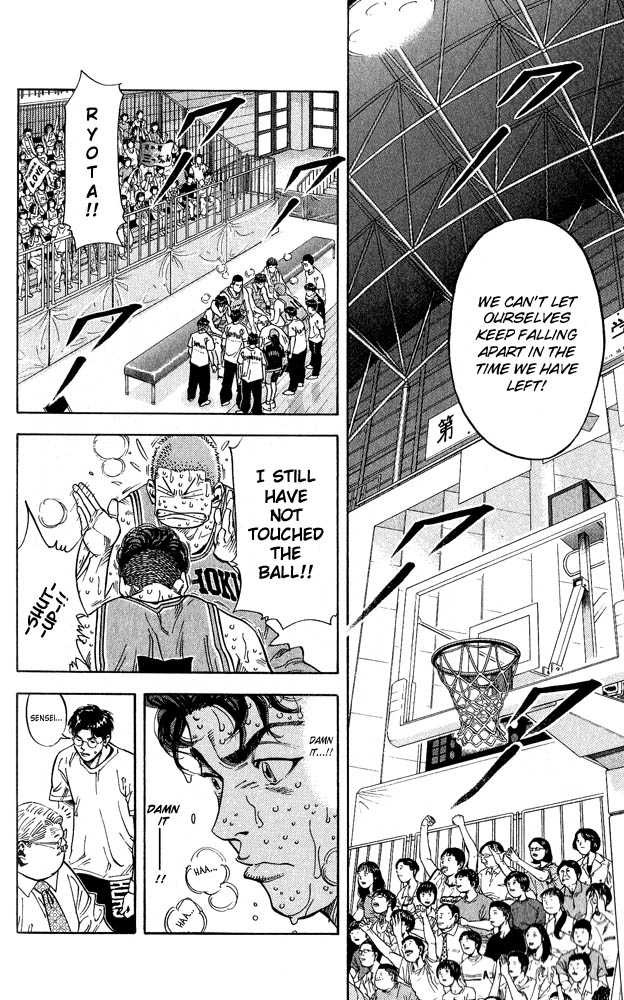 WE CAN'T LET
OURSELVES
KEEP FALLING
APART IN THE
TIME WE HAVE
LEFT!
第
RYOTA!!
LOVE
I STILL
HAVE
NOT
TOUCHED
THE
BALL!!
-SHUT-
-UP-!!
HOKU
DAMN
IT...!!
DAMN
IT
—
!!
HAA...
HAA...
SENSEI...